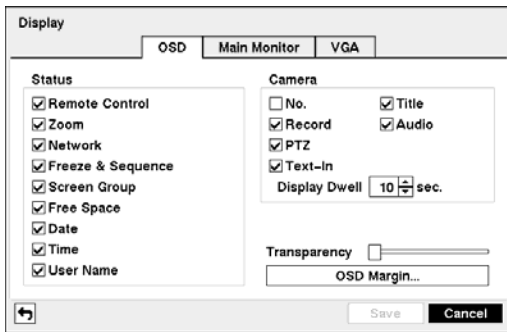 Display
OSD Main Monitor VGA
Status
Remote Control
Zoom
Network
Freeze & Sequence
Screen Group
Free Space
Date
Time
User Name
Camera
No. Title
Record Audio
PTZ
Text-In
Display Dwell 10 sec.
Transparency
OSD Margin...
Save Cancel